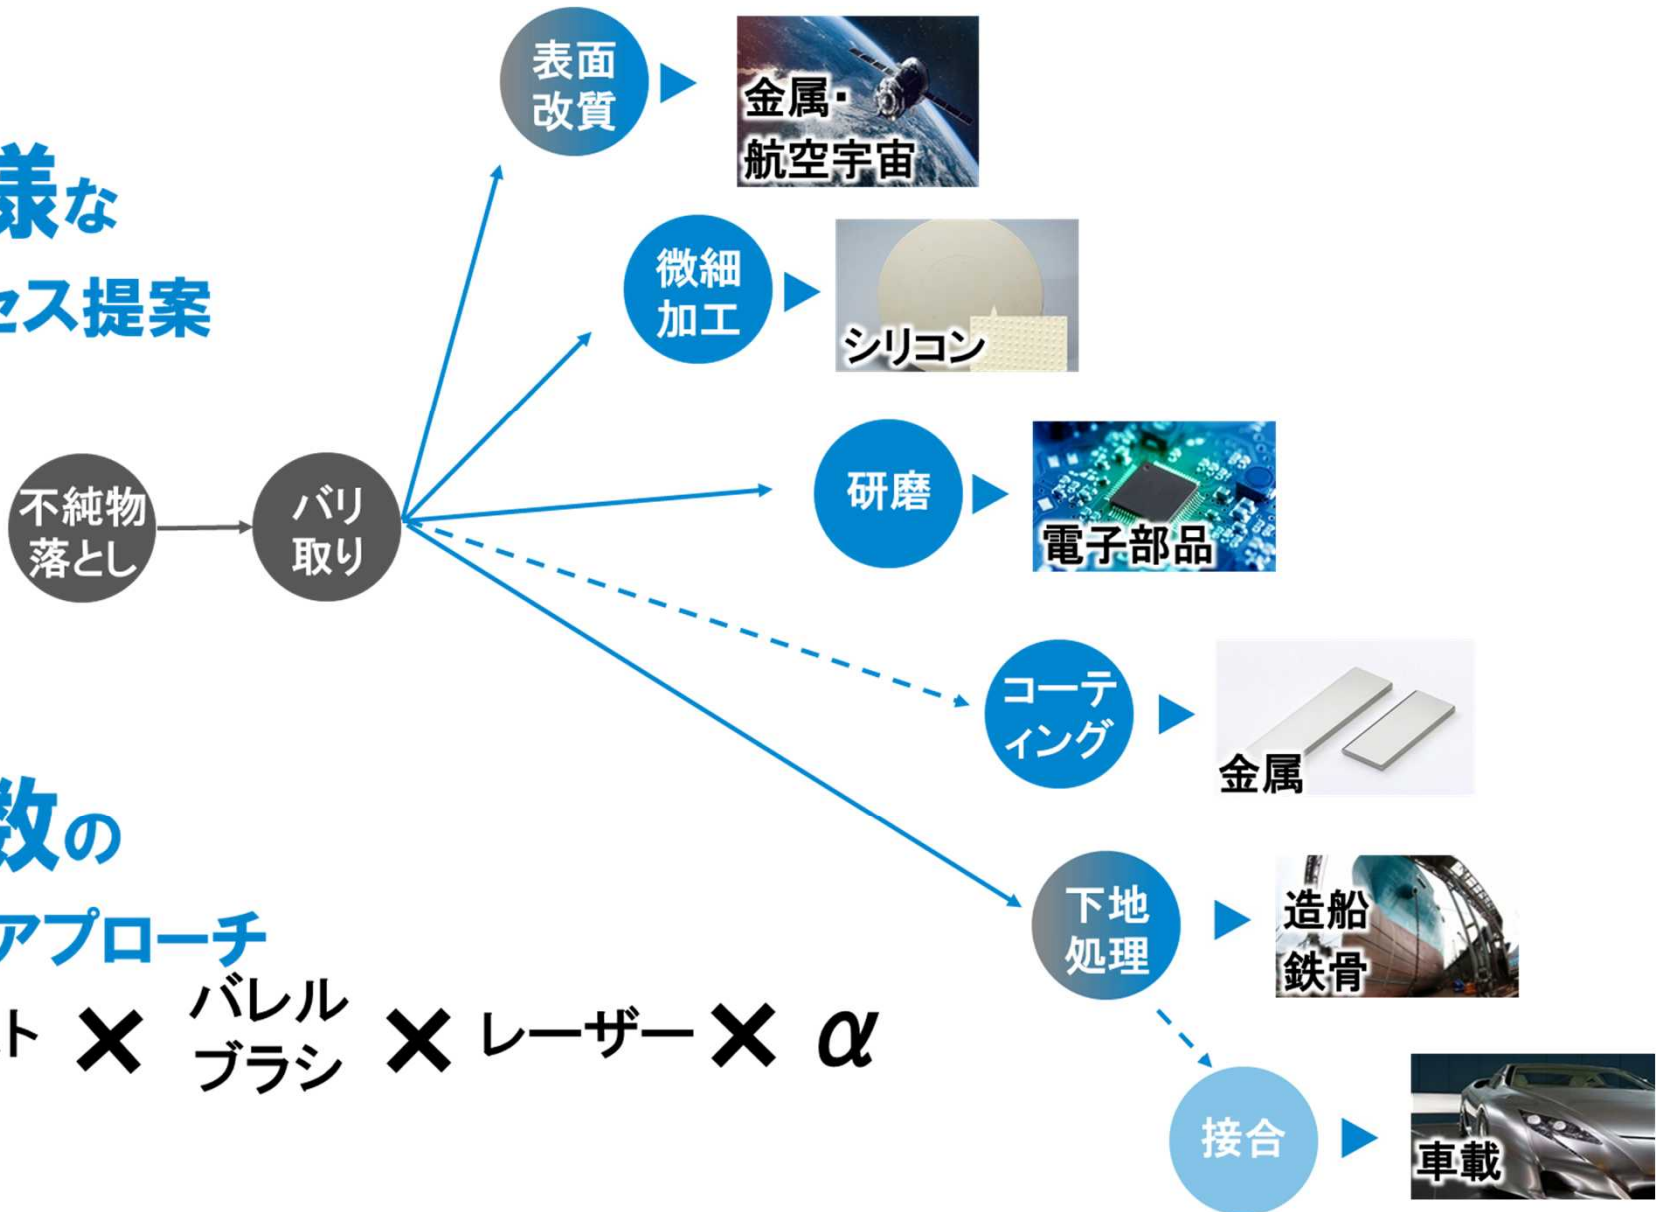 表面
改質
金属・
航空宇宙
様な
セス提案
微細
加工
シリコン
研磨
電子部品
不純物
落とし
バリ
取り
コーテ
ィング
金属
数の
アプローチ
下地
処理
造船
鉄骨
ト × バレル
ブラシ × レーザー × α
接合
車載